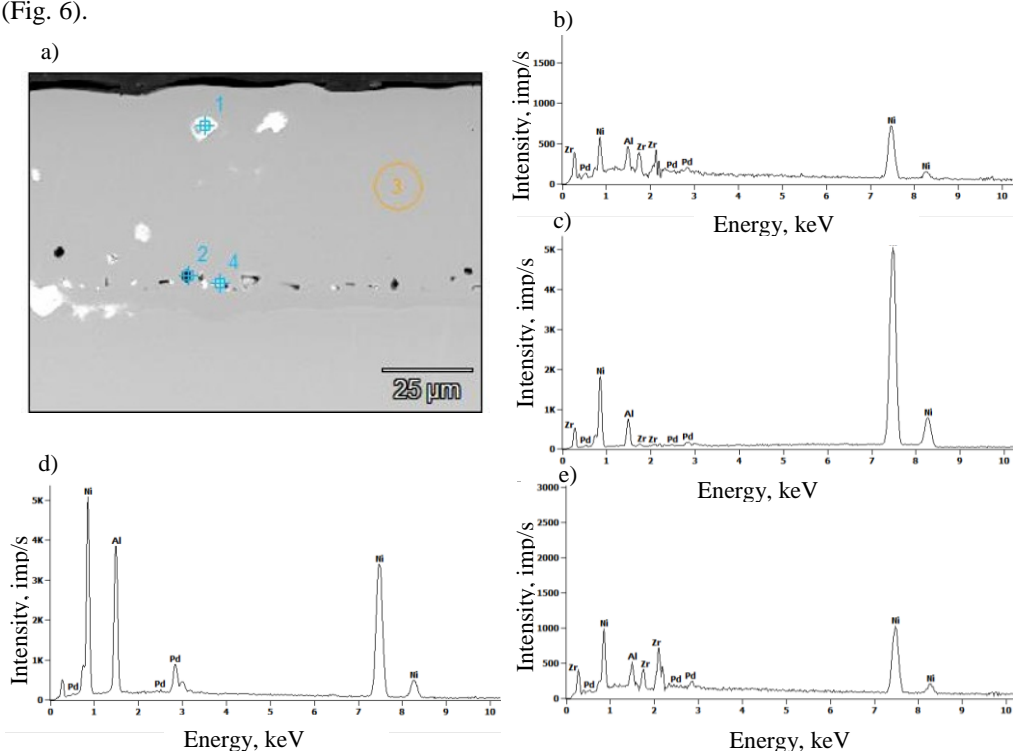 (Fig. 6).
a)
1
3
2
4
25 µm
b)
Intensity, imp/s
1500
1000
500
0
Zr
Pd
Ni
Al
Zr
Zr
Pd
Pd
Ni
Ni
0 1 2 3 4 5 6 7 8 9 10
Energy, keV
c)
Intensity, imp/s
5K
4K
3K
2K
1K
0
Zr
Pd
Ni
Al
Zr
Zr
Pd
Pd
Ni
0 1 2 3 4 5 6 7 8 9 10
Energy, keV
d)
Intensity, imp/s
5K
4K
3K
2K
1K
0
Pd
Ni
Al
Pd
Pd
Ni
Ni
0 1 2 3 4 5 6 7 8 9 10
Energy, keV
e)
Intensity, imp/s
3000
2500
2000
1500
1000
500
0
Zr
Pd
Ni
Al
Zr
Zr
Pd
Pd
Ni
Ni
0 1 2 3 4 5 6 7 8 9 10
Energy, keV